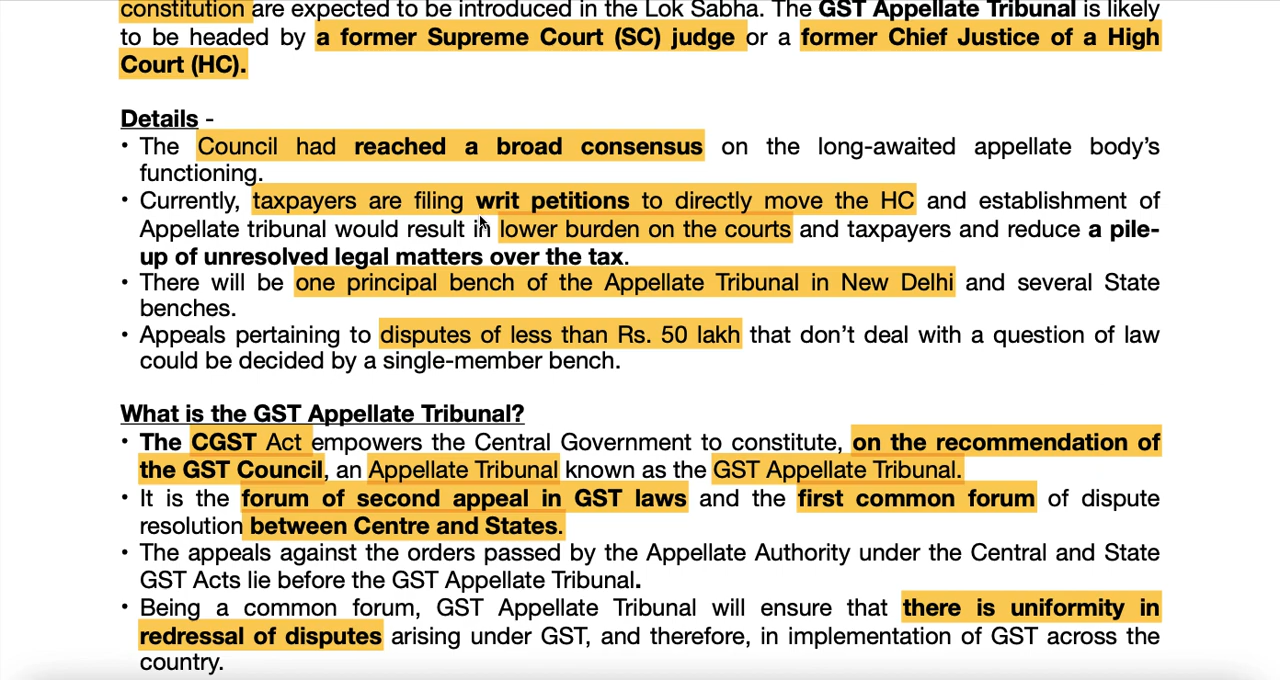 constitution are expected to be introduced in the Lok Sabha. The GST Appellate Tribunal is likely
to be headed by a former Supreme Court (SC) judge or a former Chief Justice of a High
Court (HC).
Details -
• The Council had reached a broad consensus on the long-awaited appellate body’s
functioning.
• Currently, taxpayers are filing writ petitions to directly move the HC and establishment of
Appellate tribunal would result in lower burden on the courts and taxpayers and reduce a pile-
up of unresolved legal matters over the tax.
• There will be one principal bench of the Appellate Tribunal in New Delhi and several State
benches.
• Appeals pertaining to disputes of less than Rs. 50 lakh that don’t deal with a question of law
could be decided by a single-member bench.
What is the GST Appellate Tribunal?
• The CGST Act empowers the Central Government to constitute, on the recommendation of
the GST Council, an Appellate Tribunal known as the GST Appellate Tribunal.
• It is the forum of second appeal in GST laws and the first common forum of dispute
resolution between Centre and States.
• The appeals against the orders passed by the Appellate Authority under the Central and State
GST Acts lie before the GST Appellate Tribunal.
• Being a common forum, GST Appellate Tribunal will ensure that there is uniformity in
redressal of disputes arising under GST, and therefore, in implementation of GST across the
country.